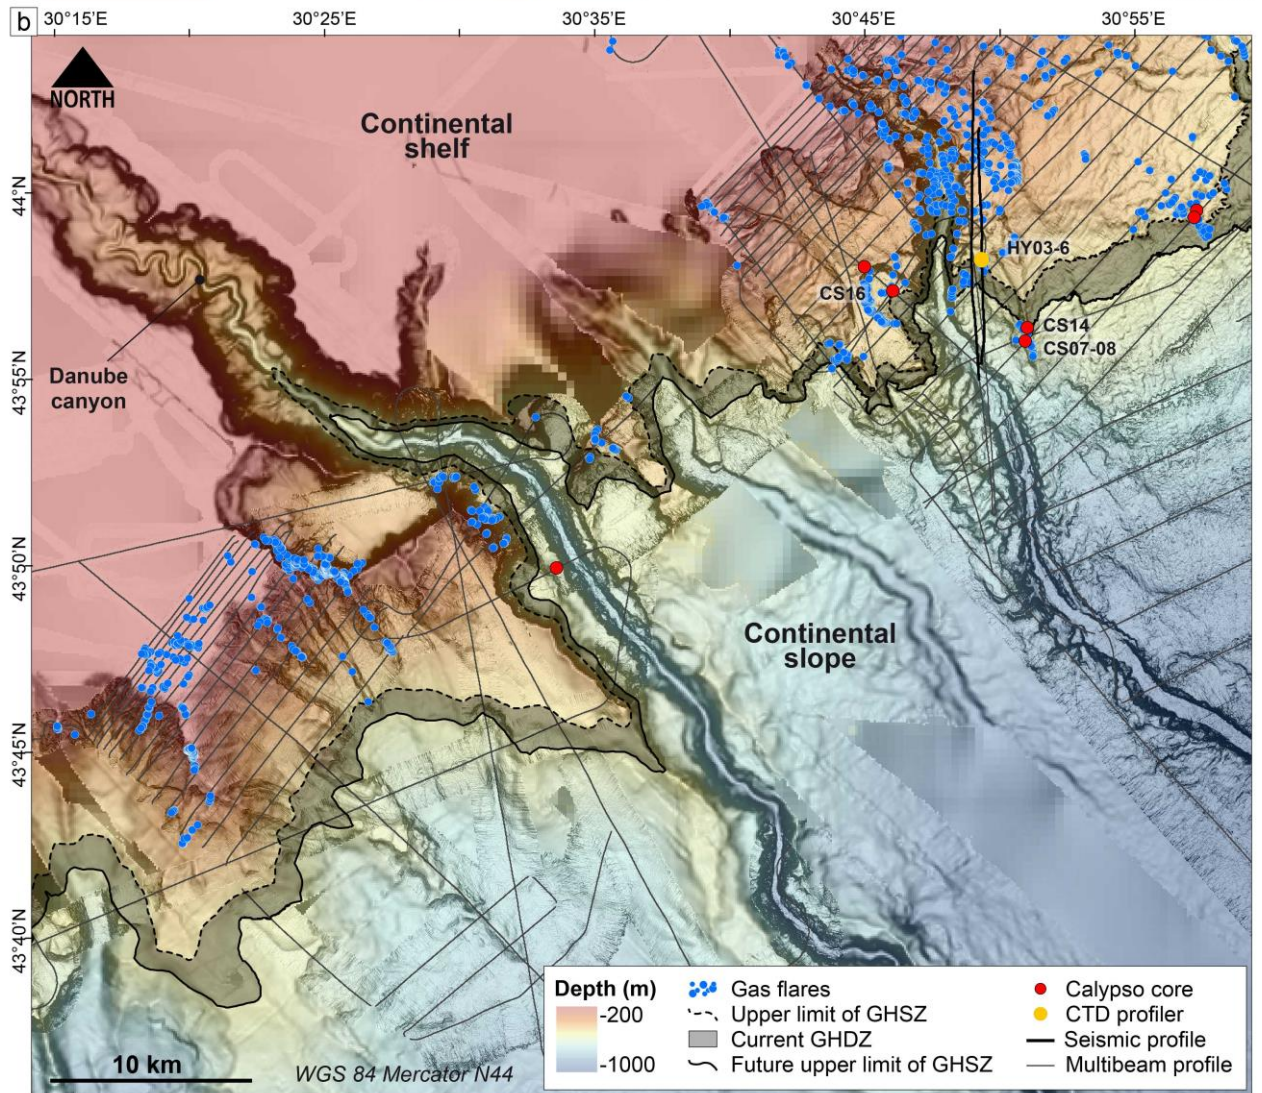 b
30°15'E 30°25'E 30°35'E 30°45'E 30°55'E
NORTH
Continental
shelf
44°N
HY03-6
CS16
CS14
CS07-08
43°55'N
Danube
canyon
43°50'N
Continental
slope
43°45'N
43°40'N
10 km
WGS 84 Mercator N44
Depth (m)
-200
-1000
Gas flares
Upper limit of GHSZ
Current GHDZ
Future upper limit of GHSZ
Calypso core
CTD profiler
Seismic profile
Multibeam profile